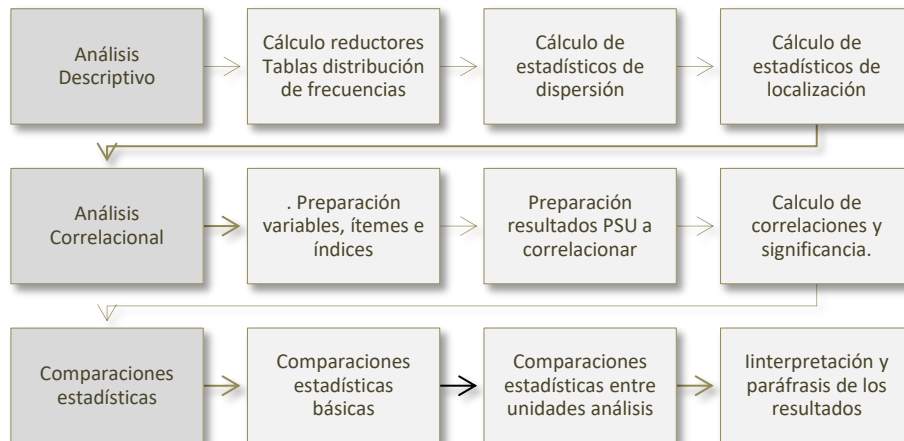 Análisis
Descriptivo
Cálculo reductores
Tablas distribución
de frecuencias
Cálculo de
estadísticos de
dispersión
Cálculo de
estadísticos de
localización
Análisis
Correlacional
. Preparación
variables, ítemes e
índices
Preparación
resultados PSU a
correlacionar
Calculo de
correlaciones y
significancia.
Comparaciones
estadísticas
Comparaciones
estadísticas
básicas
Comparaciones
estadísticas entre
unidades análisis
Iinterpretación y
paráfrasis de los
resultados